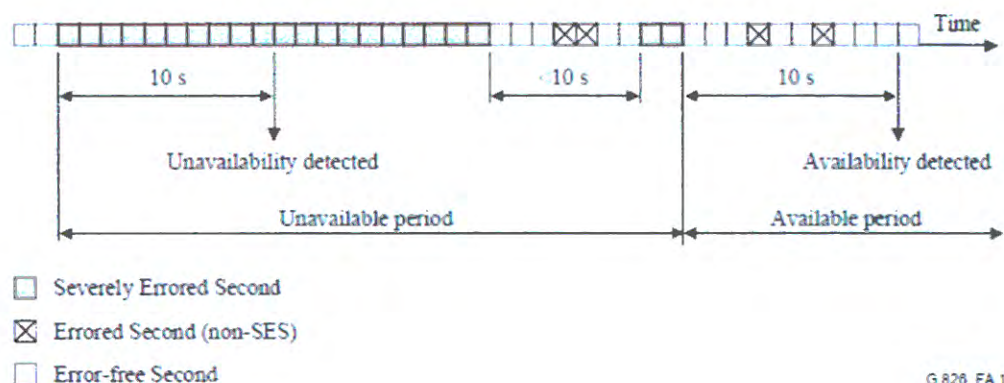 Time
10 s
<10 s
10 s
Unavailability detected
Availability detected
Unavailable period
Available period
Severely Errored Second
Errored Second (non-SES)
Error-free Second
G.826_FA.1